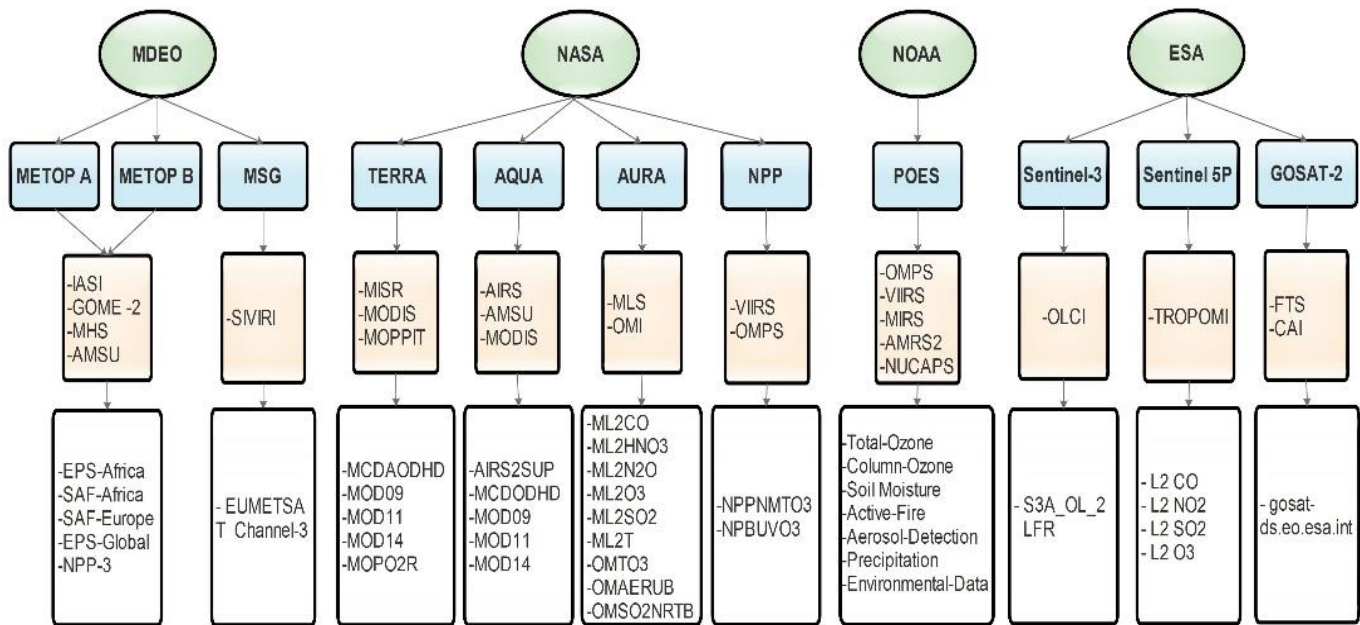 MDEO
NASA
NOAA
ESA
METOP A
METOP B
MSG
TERRA
AQUA
AURA
NPP
POES
Sentinel-3
Sentinel 5P
GOSAT-2
-IASI
-GOME -2
-MHS
-AMSU
-SIVIRI
-MISR
-MODIS
-MOPPIT
-AIRS
-AMSU
-MODIS
-MLS
-OMI
-VIIRS
-OMPS
-OMPS
-VIIRS
-MIRS
-AMRS2
-NUCAPS
-OLCI
-TROPOMI
-FTS
-CAI
-EPS-Africa
-SAF-Africa
-SAF-Europe
-EPS-Global
-NPP-3
- EUMETSA
T Channel-3
-MCDAODHD
-MOD09
-MOD11
-MOD14
-MOPO2R
-AIRS2SUP
-MCDODHD
-MOD09
-MOD11
-MOD14
-ML2CO
-ML2HNO3
-ML2N2O
-ML2O3
-ML2SO2
-ML2T
-OMTO3
-OMAERUB
-OMSO2NRTB
-NPPNMTO3
-NPBUVO3
-Total-Ozone
-Column-Ozone
-Soil Moisture
-Active-Fire
-Aerosol-Detection
-Precipitation
-Environmental-Data
- S3A_OL_2
LFR
- L2 CO
- L2 NO2
- L2 SO2
- L2 O3
- gosat-
ds.eo.esa.int